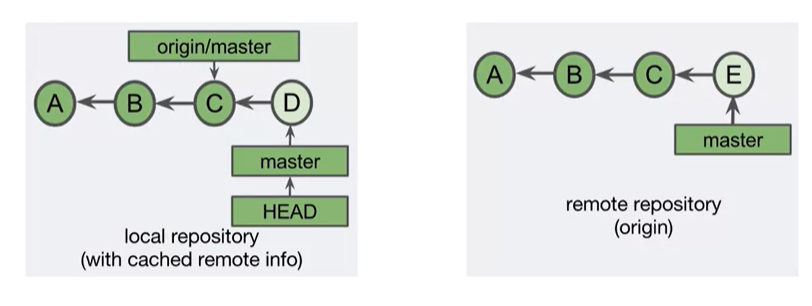 origin/master
A
B
C
D
master
HEAD
local repository
(with cached remote info)
A
B
C
E
master
remote repository
(origin)